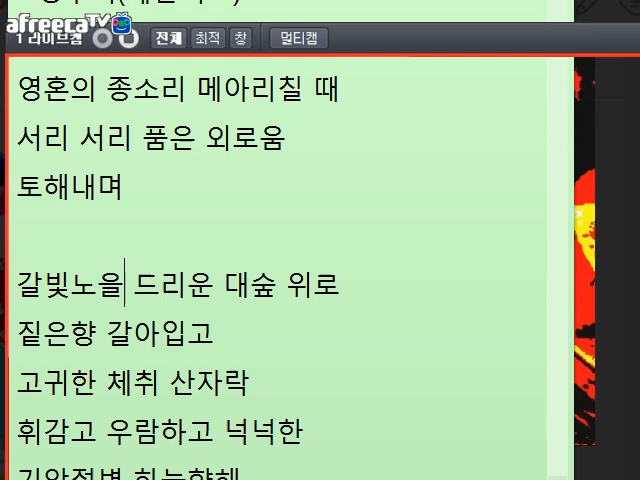 afreecaTV
1 라이브캠 전체 최적 창 멀티캠
영혼의 종소리 메아리칠 때
서리 서리 품은 외로움
토해내며
갈빛노을 드리운 대숲 위로
짙은향 갈아입고
고귀한 체취 산자락
휘감고 우람하고 넉넉한